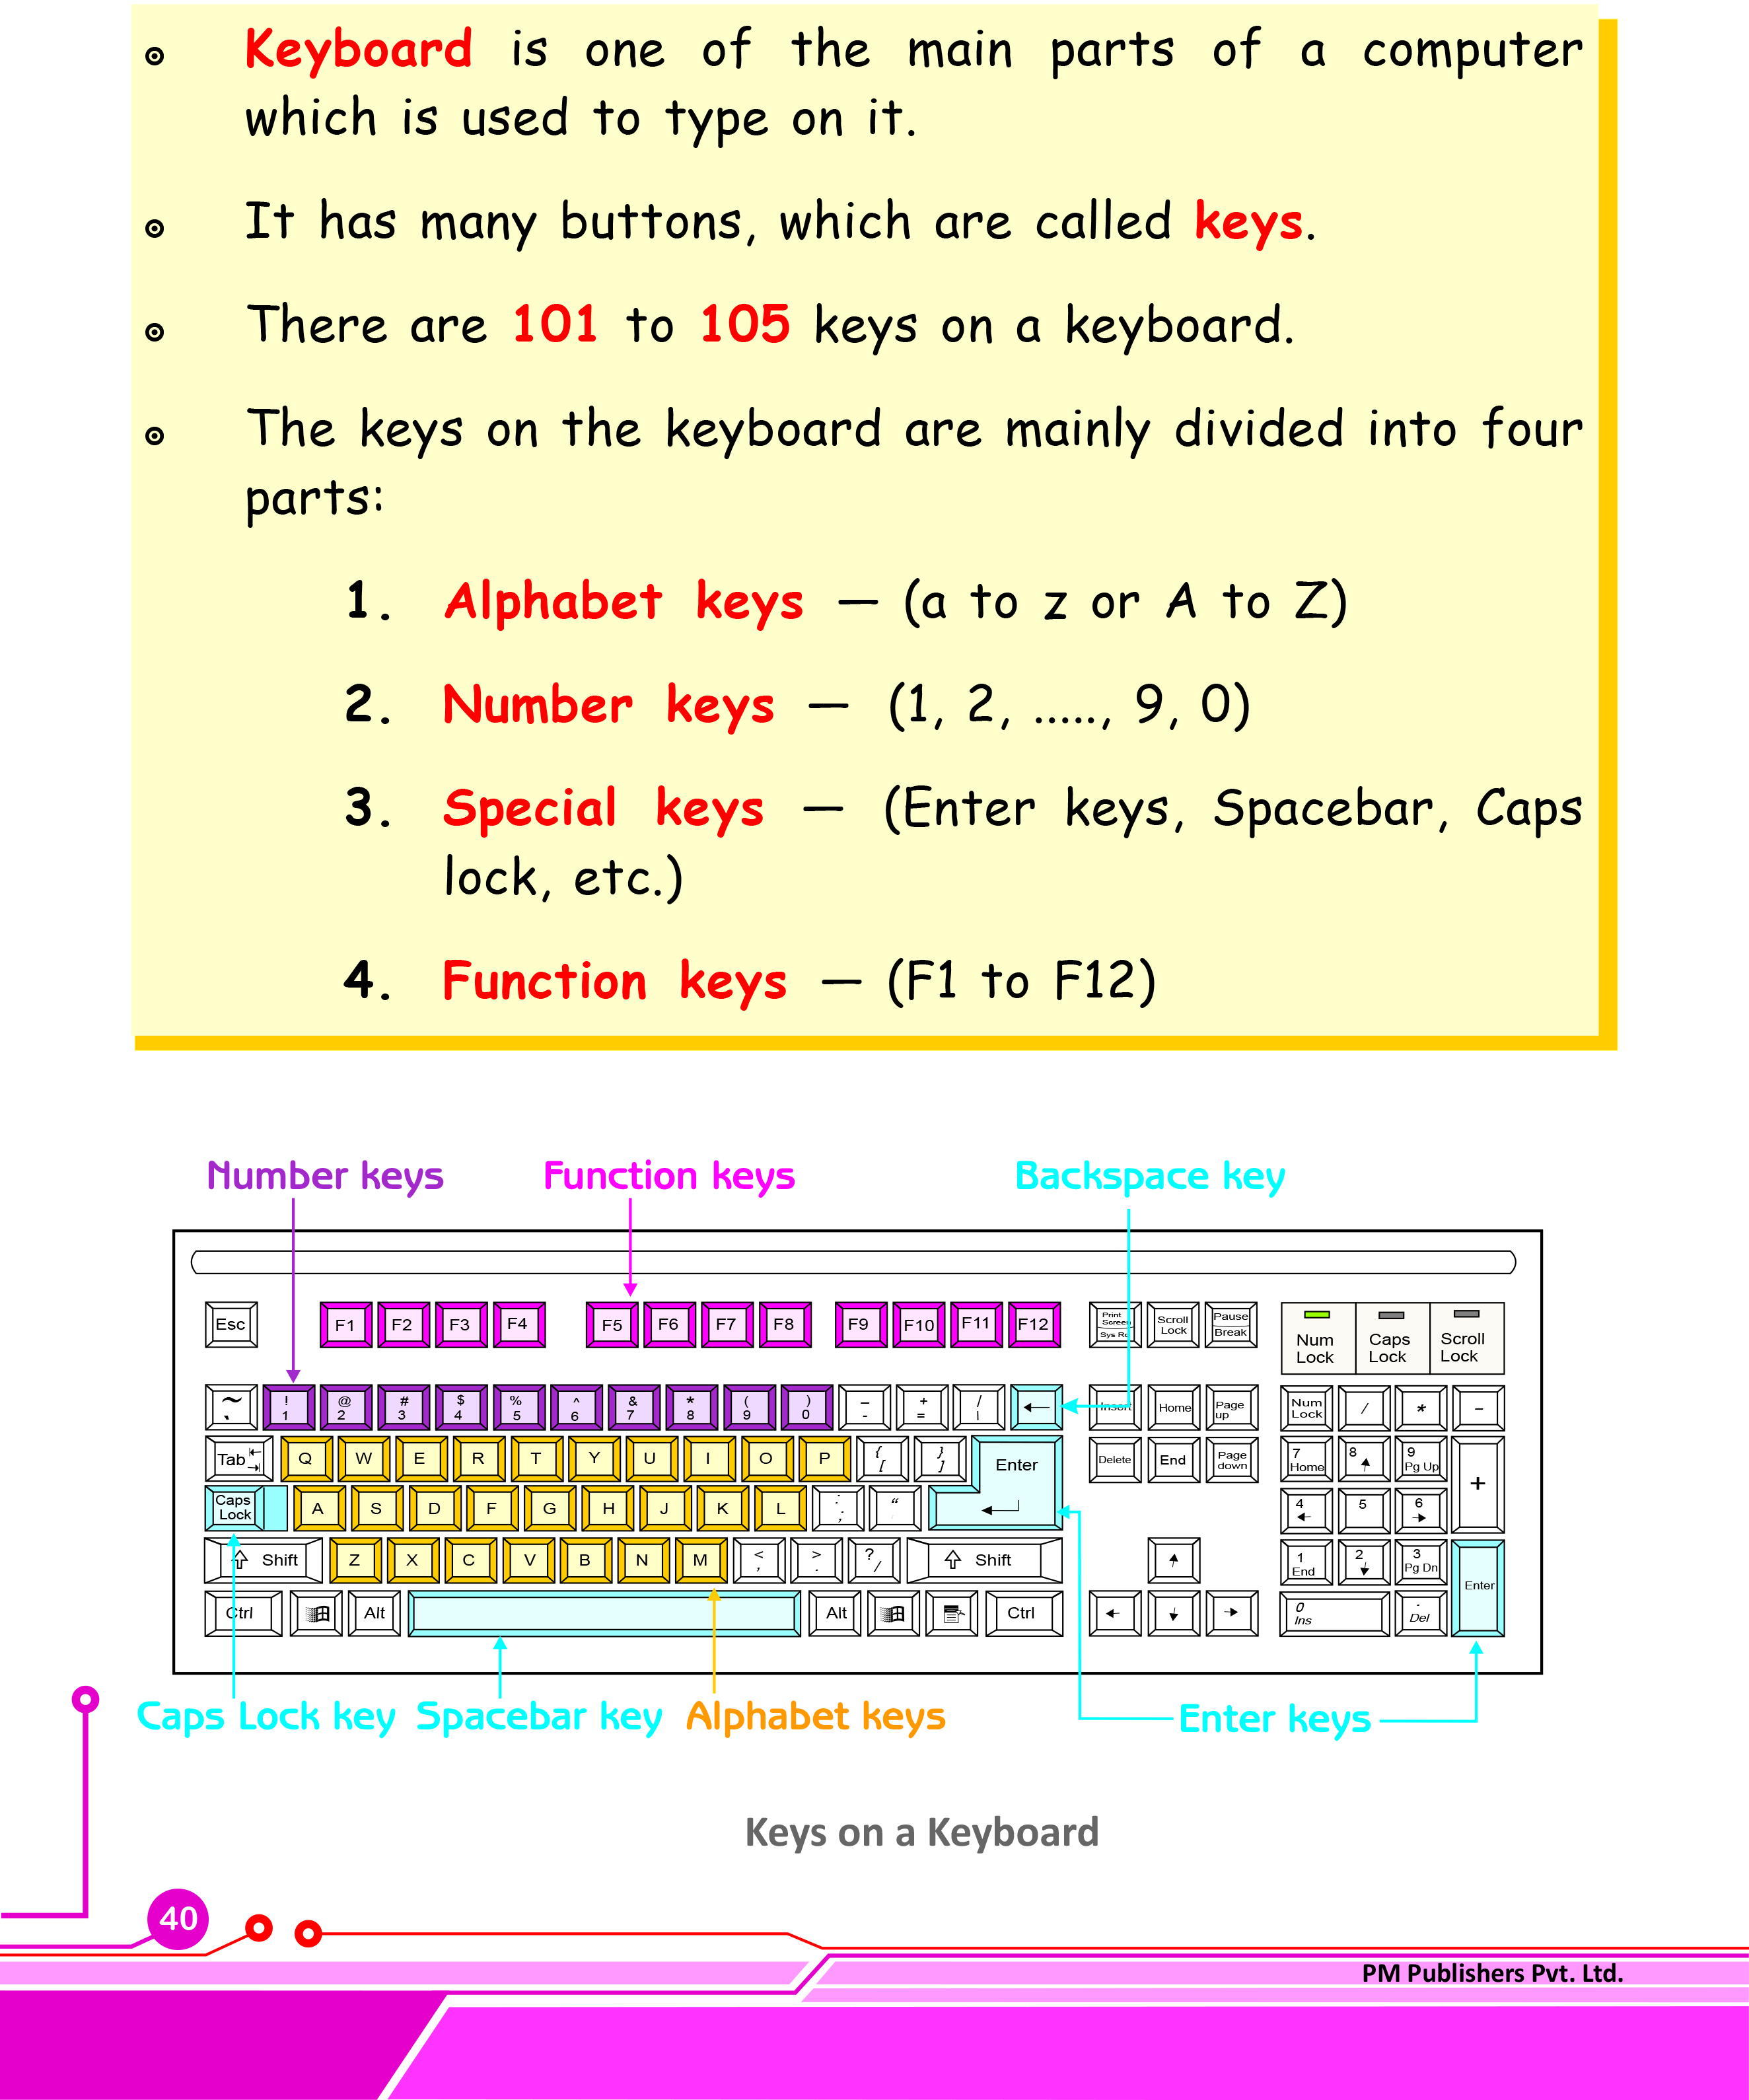 Keyboard is one of the main parts of a computer
which is used to type on it.
It has many buttons, which are called keys.
There are 101 to 105 keys on a keyboard.
The keys on the keyboard are mainly divided into four
parts:
1. Alphabet keys — (a to z or A to Z)
2. Number keys — (1, 2, ....., 9, 0)
3. Special keys — (Enter keys, Spacebar, Caps
lock, etc.)
4. Function keys — (F1 to F12)
Number keys Function keys Backspace key
Esc F1 F2 F3 F4 F5 F6 F7 F8 F9 F10 F11 F12
Print Screen Sys Rq Scroll Lock Pause Break
Num Lock Caps Lock Scroll Lock
~ ` ! 1 @ 2 # 3 $ 4 % 5 ^ 6 & 7 * 8 ( 9 ) 0 – - + = / | ←
Insert Home Page up Num Lock / * –
Tab Q W E R T Y U I O P { [ } ] Enter
Delete End Page down 7 Home 8 ↑ 9 Pg Up +
Caps Lock A S D F G H J K L : ; “
4 ← 5 6 →
⇧ Shift Z X C V B N M < , > . ? / ⇧ Shift
↑ 1 End 2 ↓ 3 Pg Dn Enter
Ctrl Alt Alt Ctrl ← ↓ → 0 Ins . Del
Caps Lock key Spacebar key Alphabet keys Enter keys
Keys on a Keyboard
40
PM Publishers Pvt. Ltd.